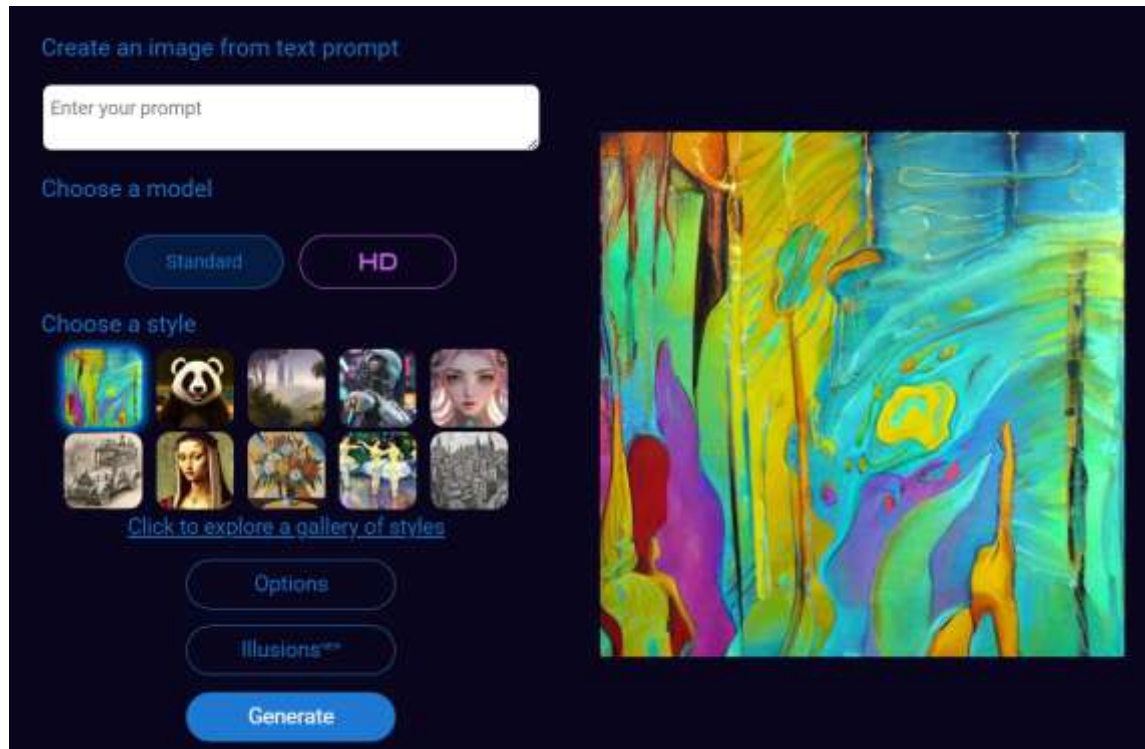 Create an image from text prompt
Enter your prompt
Choose a model
Standard
HD
Choose a style
Click to explore a gallery of styles
Options
Illusions NEW
Generate